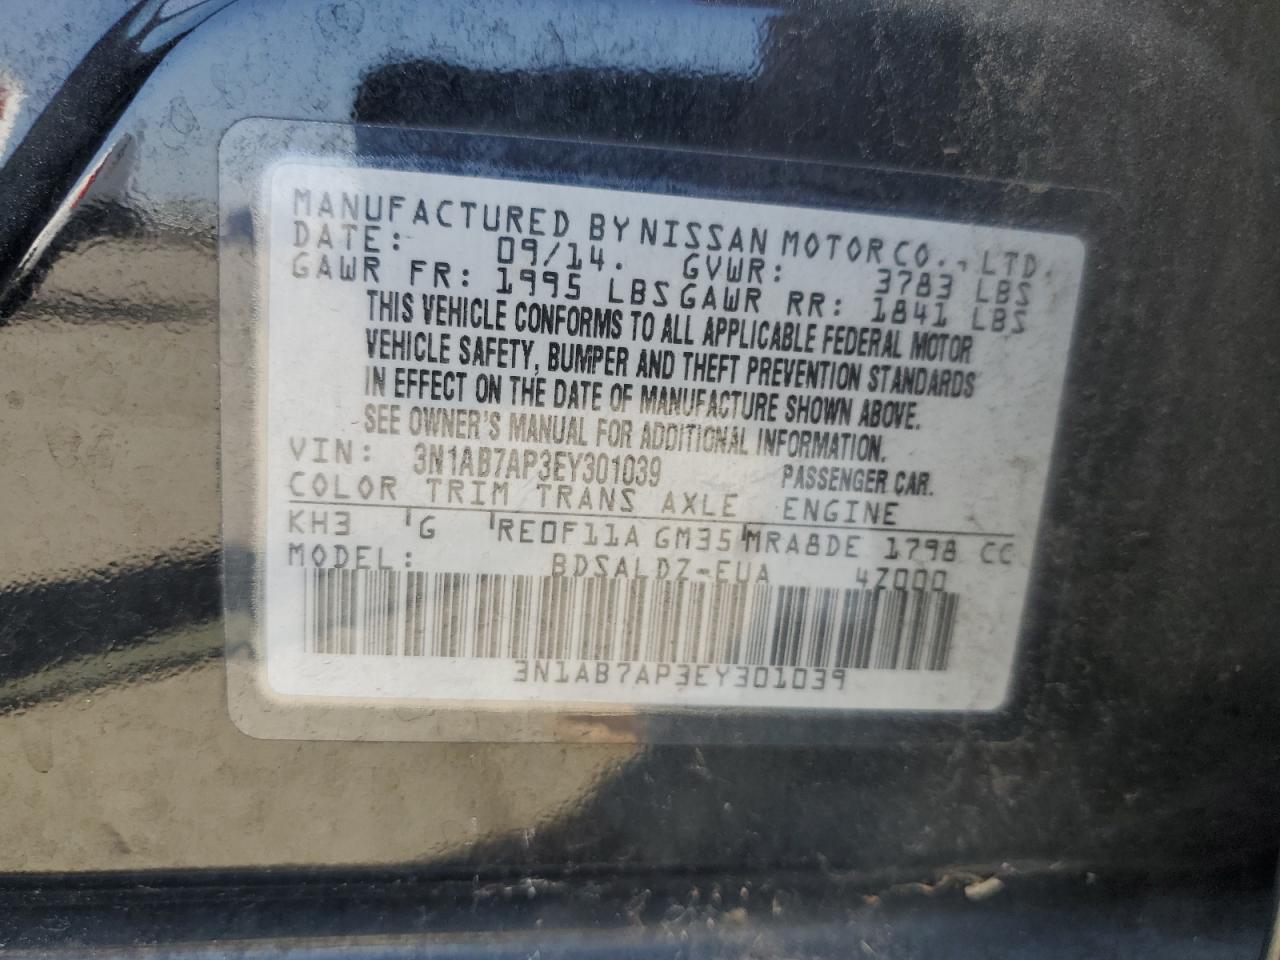 MANUFACTURED BY NISSAN MOTOR CO., LTD.
DATE: 09/14. GVWR: 3783 LBS
GAWR FR: 1995 LBS GAWR RR: 1841 LBS
THIS VEHICLE CONFORMS TO ALL APPLICABLE FEDERAL MOTOR
VEHICLE SAFETY, BUMPER AND THEFT PREVENTION STANDARDS
IN EFFECT ON THE DATE OF MANUFACTURE SHOWN ABOVE.
SEE OWNER'S MANUAL FOR ADDITIONAL INFORMATION.
VIN: 3N1AB7AP3EY301039 PASSENGER CAR.
COLOR TRIM TRANS AXLE ENGINE
KH3 G RE0F11A GM35 MRA8DE 1798 CC
MODEL: BDSALDZ-EUA 47000
3N1AB7AP3EY301039